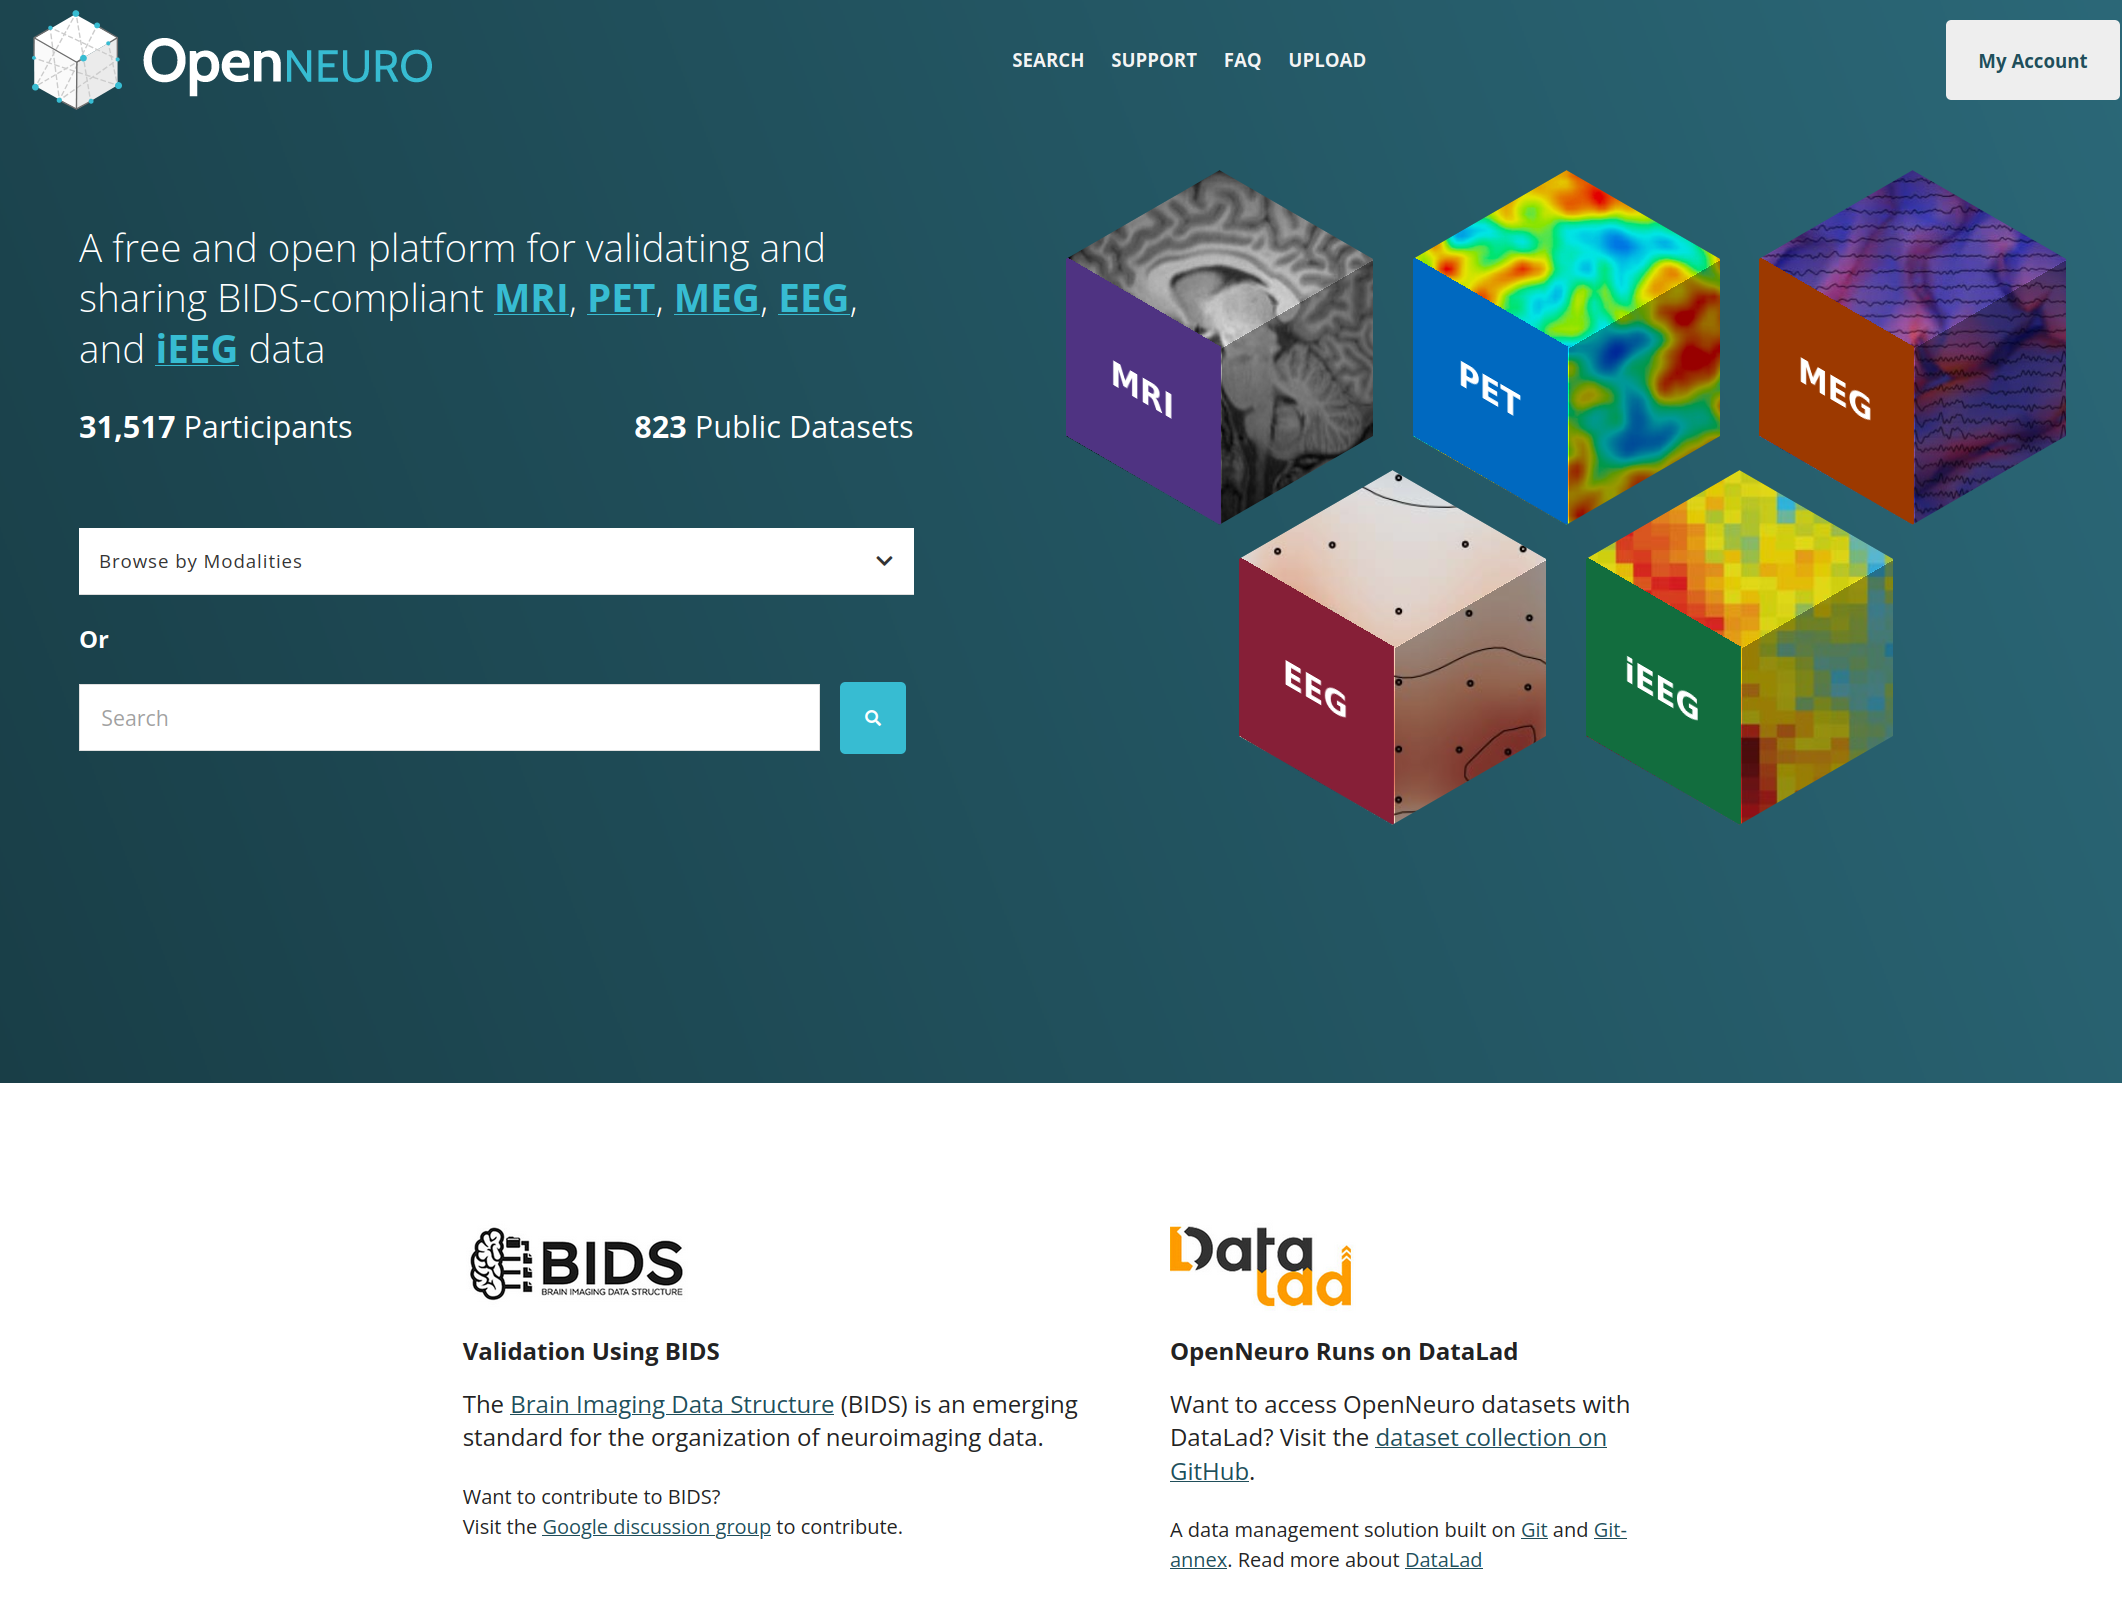 OpenNEURO
SEARCH SUPPORT FAQ UPLOAD
My Account
A free and open platform for validating and
sharing BIDS-compliant MRI, PET, MEG, EEG,
and iEEG data
31,517 Participants
823 Public Datasets
Browse by Modalities
Or
Search
MRI
PET
MEG
EEG
iEEG
BIDS
BRAIN IMAGING DATA STRUCTURE
Validation Using BIDS
The Brain Imaging Data Structure (BIDS) is an emerging
standard for the organization of neuroimaging data.
Want to contribute to BIDS?
Visit the Google discussion group to contribute.
Data
lad
OpenNeuro Runs on DataLad
Want to access OpenNeuro datasets with
DataLad? Visit the dataset collection on
GitHub.
A data management solution built on Git and Git-
annex. Read more about DataLad